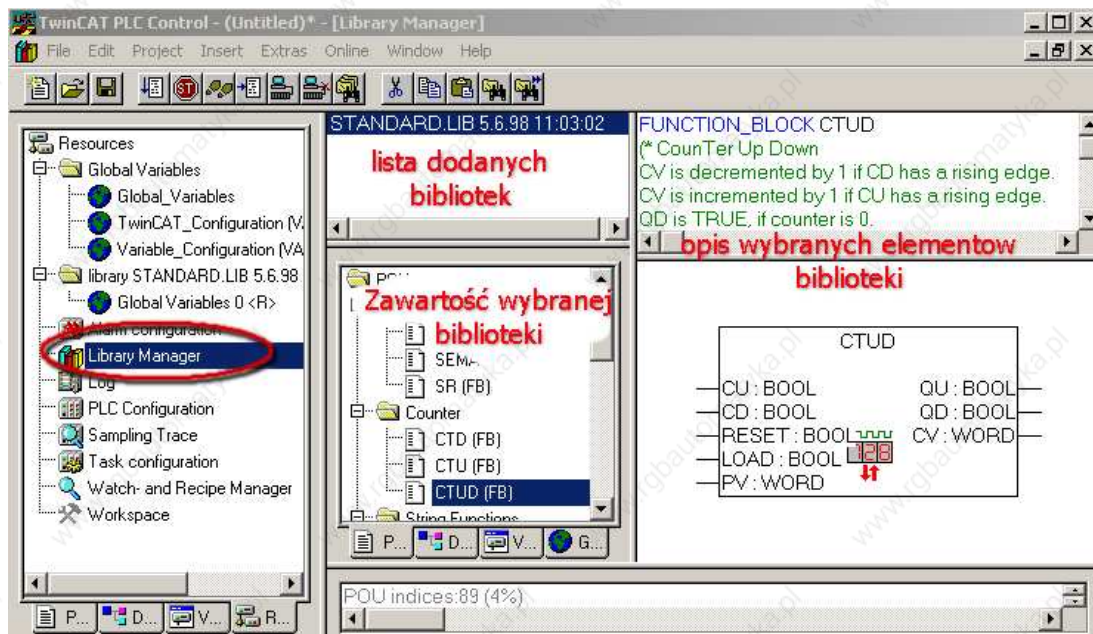 TwinCAT PLC Control - (Untitled)* - [Library Manager]
File Edit Project Insert Extras Online Window Help
Resources
Global Variables
Global_Variables
TwinCAT_Configuration (V
Variable_Configuration (VA
library STANDARD.LIB 5.6.98
Global Variables 0 <R>
Alarm configuration
Library Manager
Log
PLC Configuration
Sampling Trace
Task configuration
Watch- and Recipe Manager
Workspace
P... D... V... R...
STANDARD.LIB 5.6.98 11:03:02
lista dodanych
bibliotek
Zawartość wybranej
biblioteki
SR (FB)
Counter
CTD (FB)
CTU (FB)
CTUD (FB)
String Functions
P... D... V... G...
FUNCTION_BLOCK CTUD
(* CounTer Up Down
CV is decremented by 1 if CD has a rising edge.
CV is incremented by 1 if CU has a rising edge.
QD is TRUE, if counter is 0.
opis wybranych elementow
biblioteki
CTUD
CU : BOOL QU : BOOL
CD : BOOL QD : BOOL
RESET : BOOL CV : WORD
LOAD : BOOL 128
PV : WORD
POU indices:89 (4%)